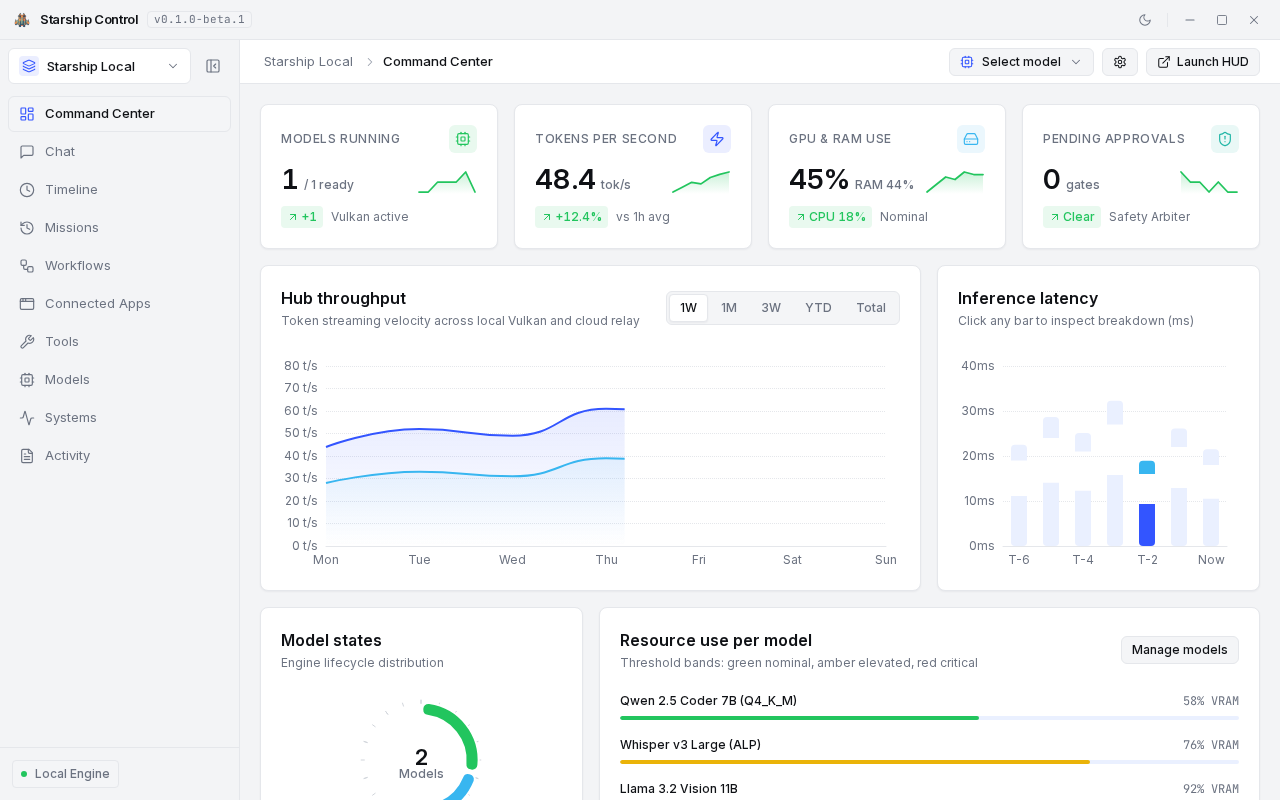 Starship Control v0.1.0-beta.1
Starship Local
Command Center
Chat
Timeline
Missions
Workflows
Connected Apps
Tools
Models
Systems
Activity
Local Engine
Starship Local Command Center
Select model
Launch HUD
MODELS RUNNING
1 / 1 ready
+1 Vulkan active
TOKENS PER SECOND
48.4 tok/s
+12.4% vs 1h avg
GPU & RAM USE
45% RAM 44%
CPU 18% Nominal
PENDING APPROVALS
0 gates
Clear Safety Arbiter
Hub throughput
Token streaming velocity across local Vulkan and cloud relay
1W 1M 3W YTD Total
80 t/s
70 t/s
60 t/s
50 t/s
40 t/s
30 t/s
20 t/s
10 t/s
0 t/s
Mon Tue Wed Thu Fri Sat Sun
Inference latency
Click any bar to inspect breakdown (ms)
40ms
30ms
20ms
10ms
0ms
T-6 T-4 T-2 Now
Model states
Engine lifecycle distribution
2
Models
Resource use per model
Threshold bands: green nominal, amber elevated, red critical
Manage models
Qwen 2.5 Coder 7B (Q4_K_M) 58% VRAM
Whisper v3 Large (ALP) 76% VRAM
Llama 3.2 Vision 11B 92% VRAM